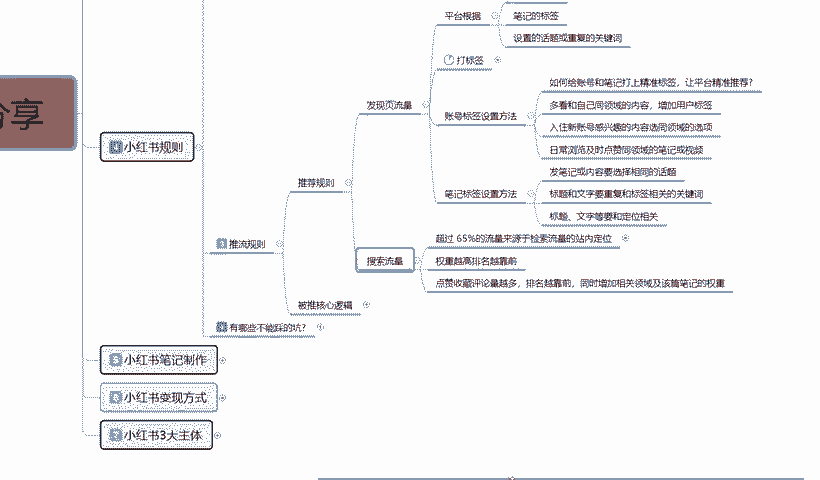 享
小红书规则
推流规则
推荐规则
发现页流量
平台根据
笔记的标签
设置的话题或重复的关键词
打标签
账号标签设置方法
如何给账号和笔记打上精准标签，让平台精准推荐?
多看和自己同领域的内容，增加用户标签
入住新账号感兴趣的内容选同领域的选项
日常浏览及时点赞同领域的笔记或视频
笔记标签设置方法
发笔记或内容要选择相同的话题
标题和文字要重复和标签相关的关键词
标题、文字等要和定位相关
搜索流量
超过 65%的流量来源于检索流量的站内定位
权重越高排名越靠前
点赞收藏评论量越多，排名越靠前，同时增加相关领域及该篇笔记的权重
被推核心逻辑
有哪些不能踩的坑?
5 小红书笔记制作
6 小红书变现方式
7 小红书3大主体